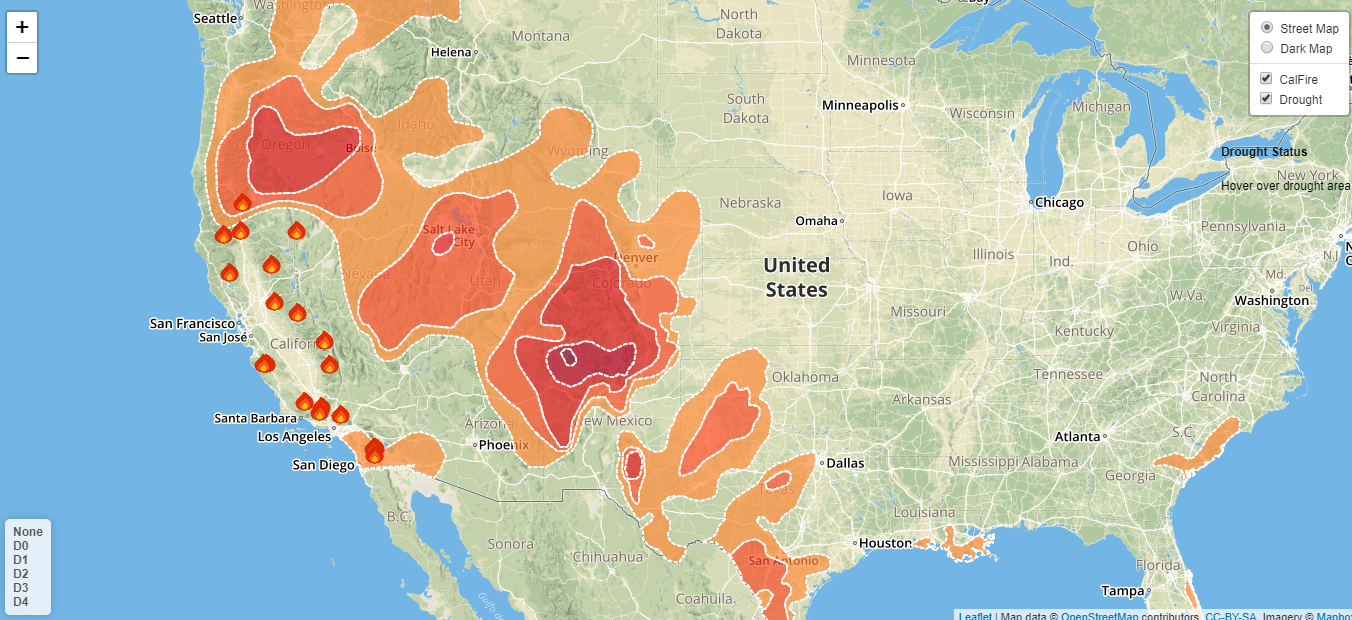 +
−
Seattle
Washington
Helena
Montana
North
Dakota
Minnesota
South
Dakota
Minneapolis
Wisconsin
Michigan
Street Map
Dark Map
CalFire
Drought
Oregon
Boise
Idaho
Wyoming
Drought Status
New York
Hover over drought area
Nebraska
Iowa
Chicago
Omaha
Pennsylvania
Salt Lake
City
Denver
Nevada
Utah
Colorado
United
States
Illinois
Ind.
Ohio
N.J.
Md.
Del
W.Va.
Washington
San Francisco
San José
Californ
Missouri
Kentucky
Virginia
Oklahoma
Tennessee
North
Carolina
Arkansas
Santa Barbara
Los Angeles
Arizona
Phoenix
ew Mexico
San Diego
Dallas
Atlanta
S.C.
Mississippi
Alabama
Georgia
Texas
B.C.
Louisiana
Sonora
Chihuahua
Houston
San Antonio
Florida
Coahuila
Golfo d
Tampa
None
D0
D1
D2
D3
D4
Leaflet | Map data © OpenStreetMap contributors, CC-BY-SA, Imagery © Mapbo